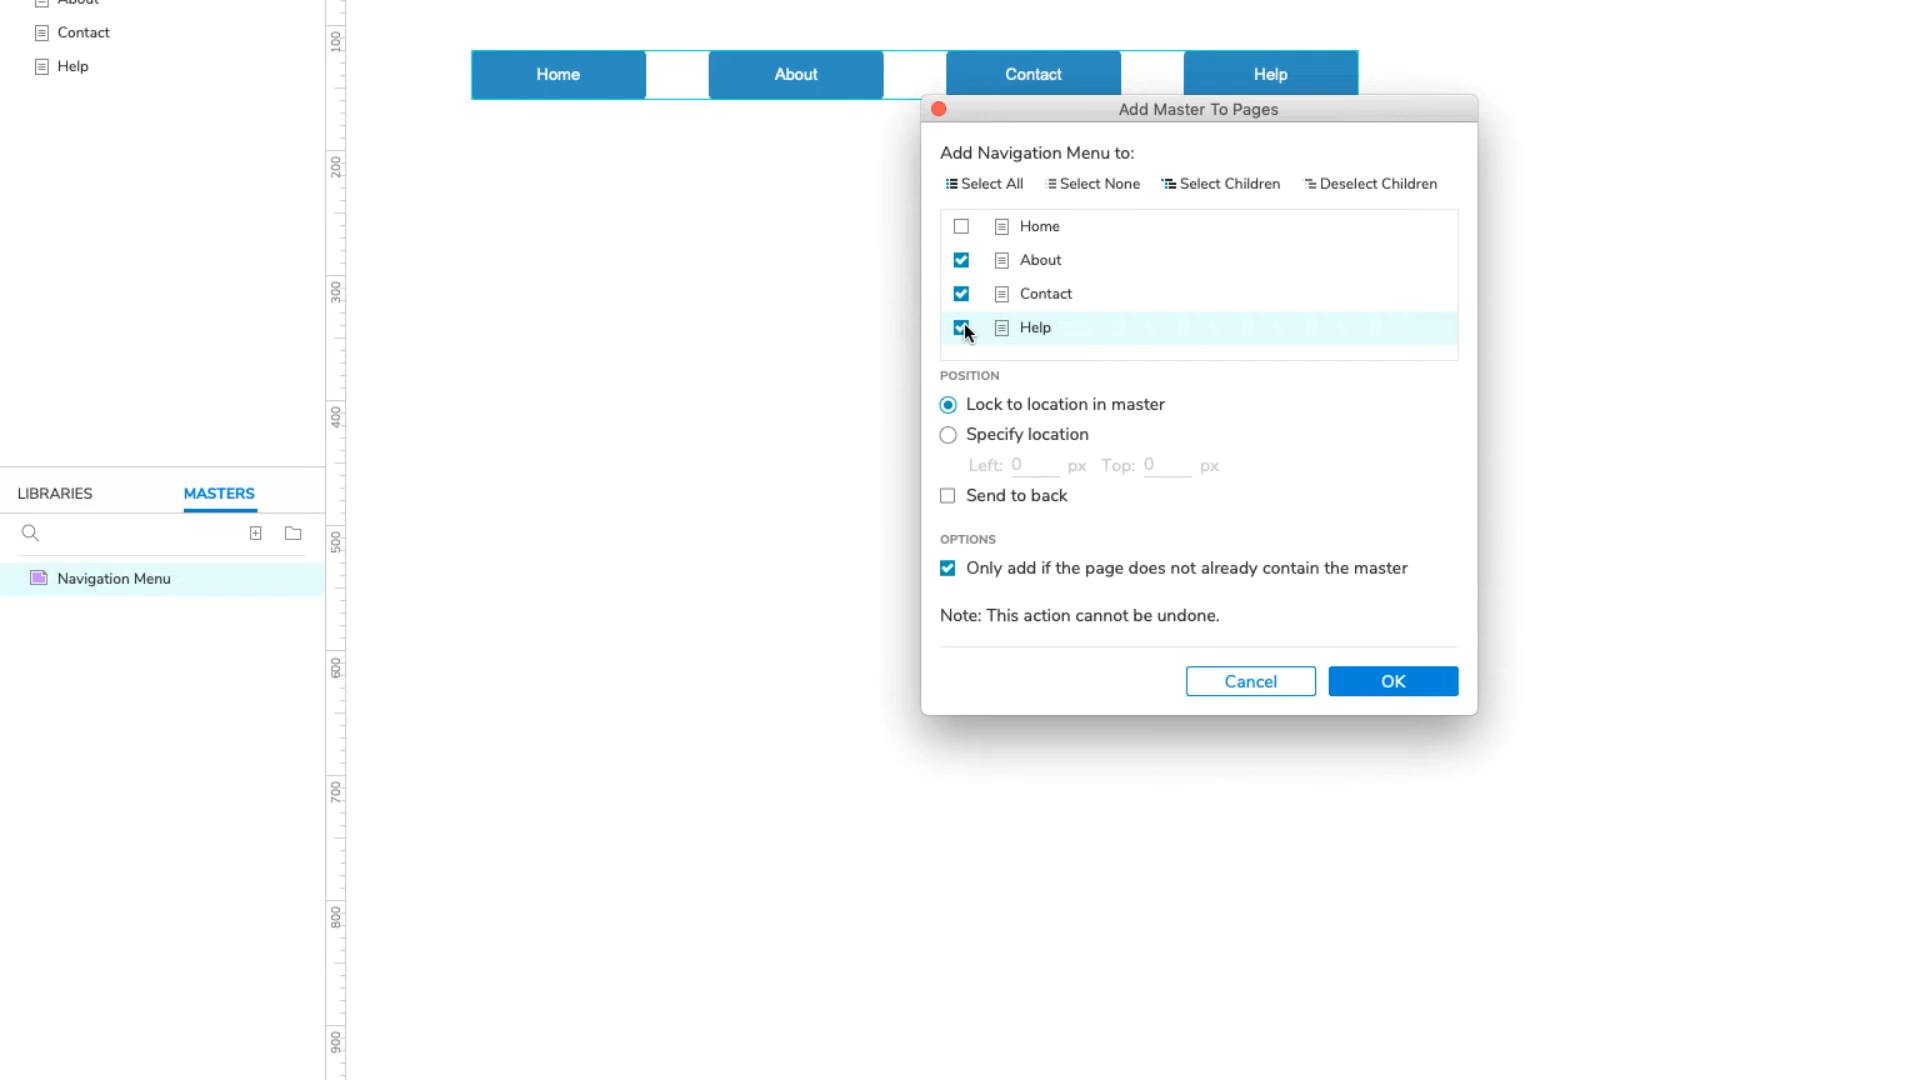 About
Contact
Help
100
200
300
400
500
600
700
800
900
Home About Contact Help
Add Master To Pages
Add Navigation Menu to:
Select All Select None Select Children Deselect Children
Home
About
Contact
Help
POSITION
Lock to location in master
Specify location
Left: 0 px Top: 0 px
Send to back
OPTIONS
Only add if the page does not already contain the master
Note: This action cannot be undone.
Cancel OK
LIBRARIES MASTERS
Navigation Menu